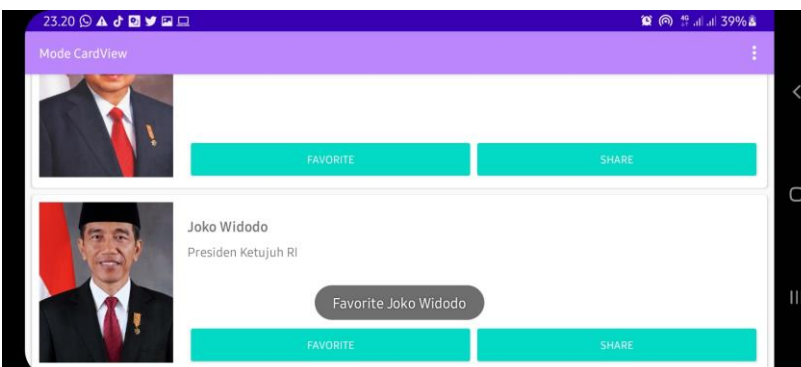 23.20 39%
Mode CardView
FAVORITE SHARE
Joko Widodo
Presiden Ketujuh RI
Favorite Joko Widodo
FAVORITE SHARE